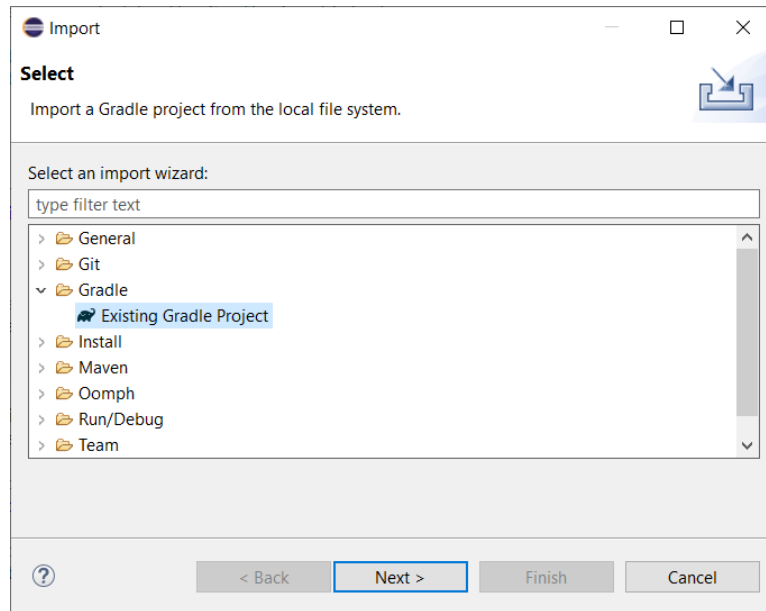 Import
Select
Import a Gradle project from the local file system.
Select an import wizard:
type filter text
General
Git
Gradle
Existing Gradle Project
Install
Maven
Oomph
Run/Debug
Team
?
< Back Next > Finish Cancel